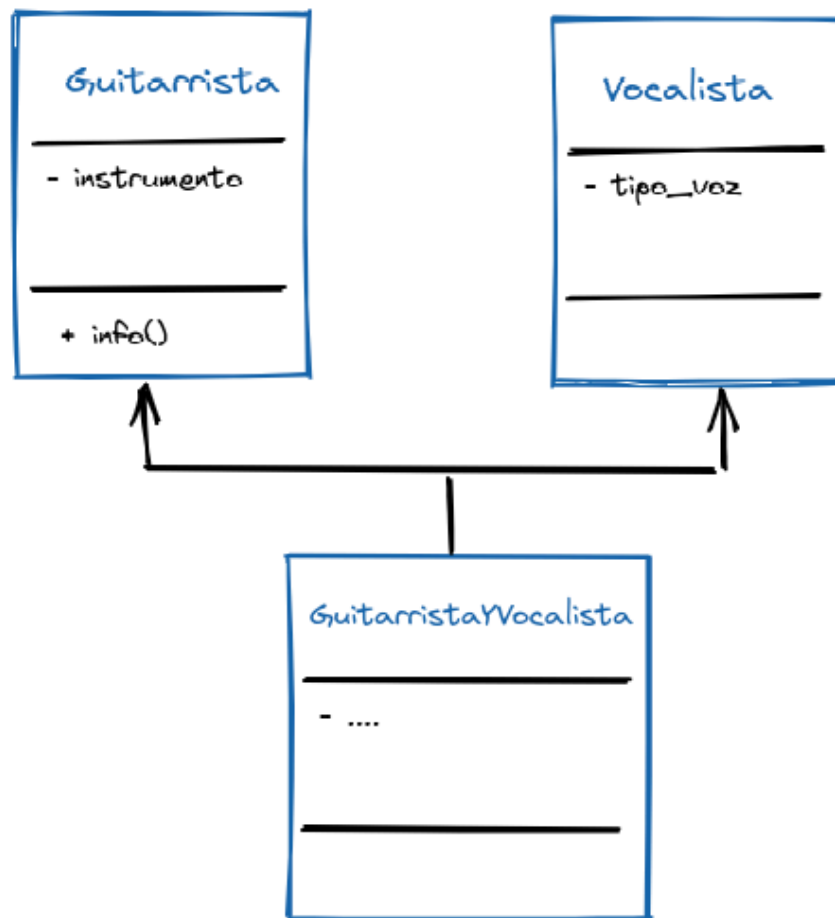 Guitarrista
- instrumento
+ info()
Vocalista
- tipo_voz
GuitarristaYVocalista
- ....